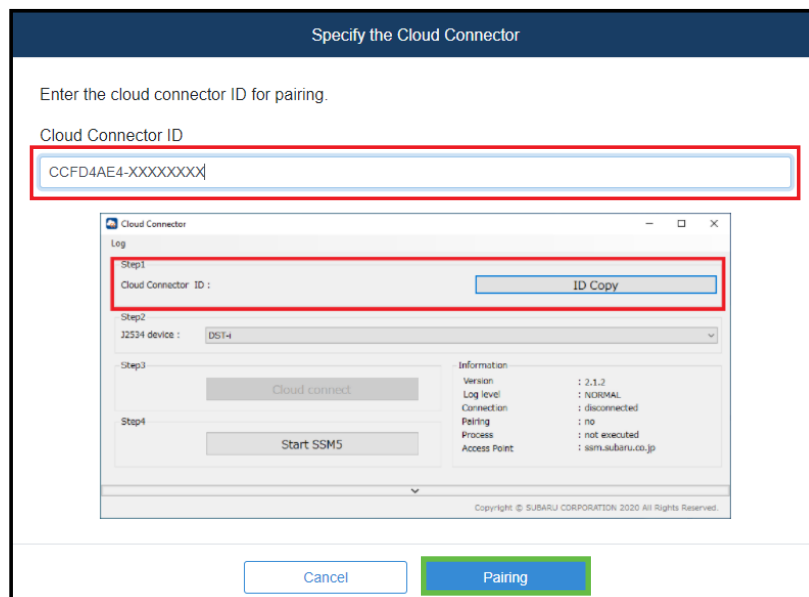 Specify the Cloud Connector
Enter the cloud connector ID for pairing.
Cloud Connector ID
CCFD4AE4-XXXXXXXX
Cloud Connector
Log
Step1
Cloud Connector ID :
ID Copy
Step2
J2534 device :
DST-i
Step3
Cloud connect
Step4
Start SSM5
Information
Version : 2.1.2
Log level : NORMAL
Connection : disconnected
Pairing : no
Process : not executed
Access Point : ssm.subaru.co.jp
Copyright © SUBARU CORPORATION 2020 All Rights Reserved.
Cancel
Pairing